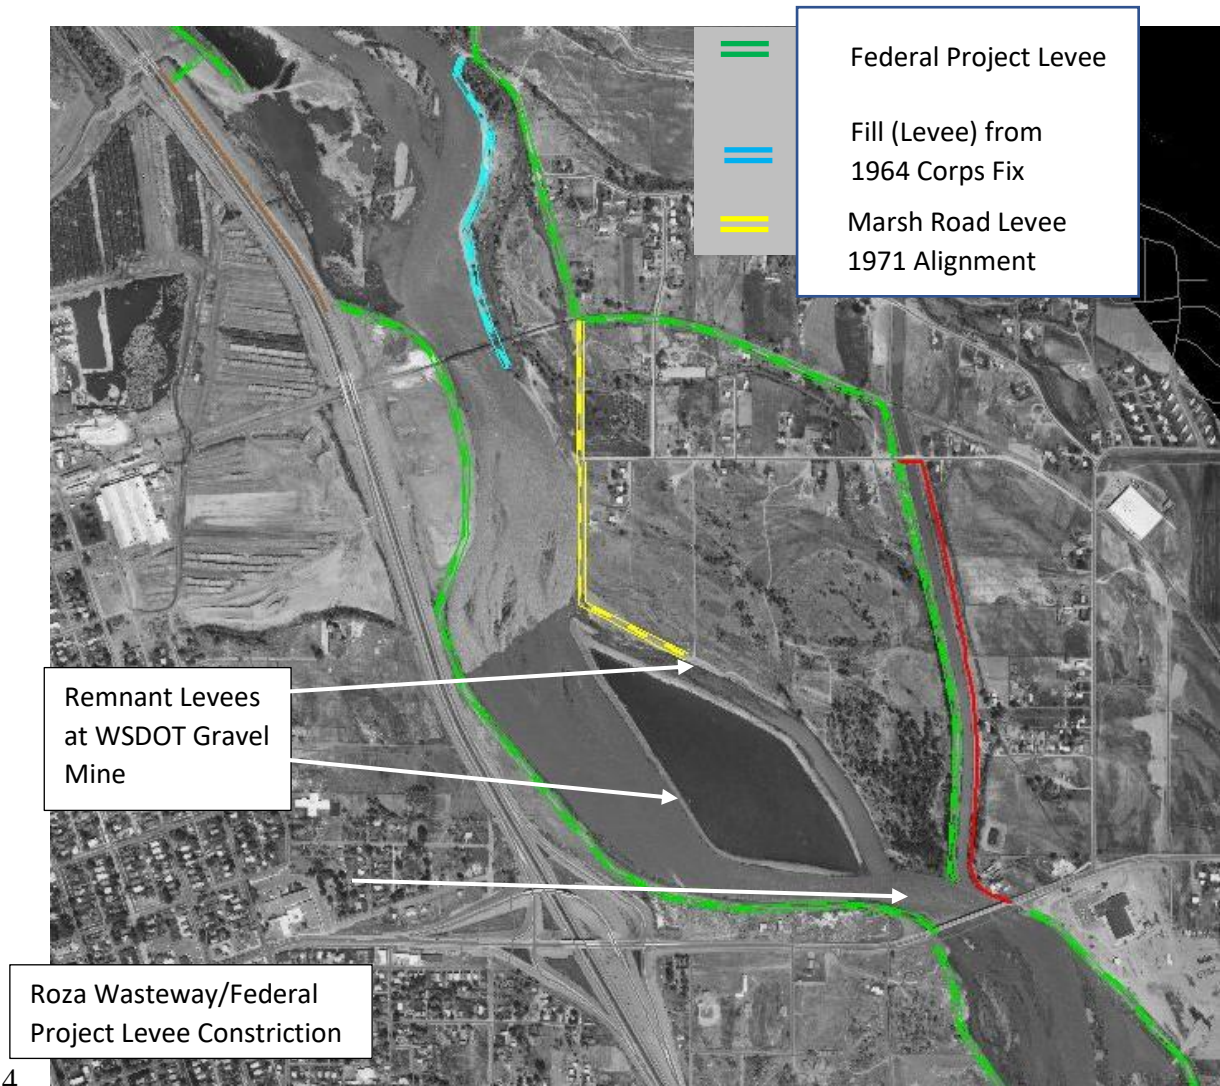 Federal Project Levee
Fill (Levee) from
1964 Corps Fix
Marsh Road Levee
1971 Alignment
Remnant Levees
at WSDOT Gravel
Mine
Roza Wasteway/Federal
Project Levee Constriction
4